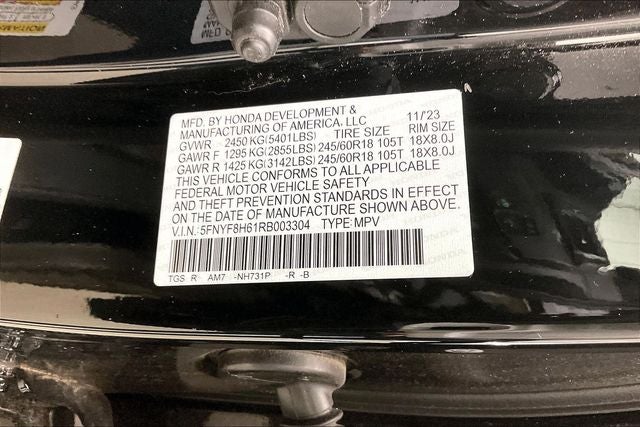 MFD. BY HONDA DEVELOPMENT &
MANUFACTURING OF AMERICA, LLC 11/'23
GVWR 2450 KG(5401LBS) TIRE SIZE RIM SIZE
GAWR F 1295 KG(2855LBS) 245/60R18 105T 18X8.0J
GAWR R 1425 KG(3142LBS) 245/60R18 105T 18X8.0J
THIS VEHICLE CONFORMS TO ALL APPLICABLE
FEDERAL MOTOR VEHICLE SAFETY
AND THEFT PREVENTION STANDARDS IN EFFECT
ON THE DATE OF MANUFACTURE SHOWN ABOVE.
V.I.N.:5FNYF8H61RB003304 TYPE:MPV
TGS R AM7 -NH731P -R -B